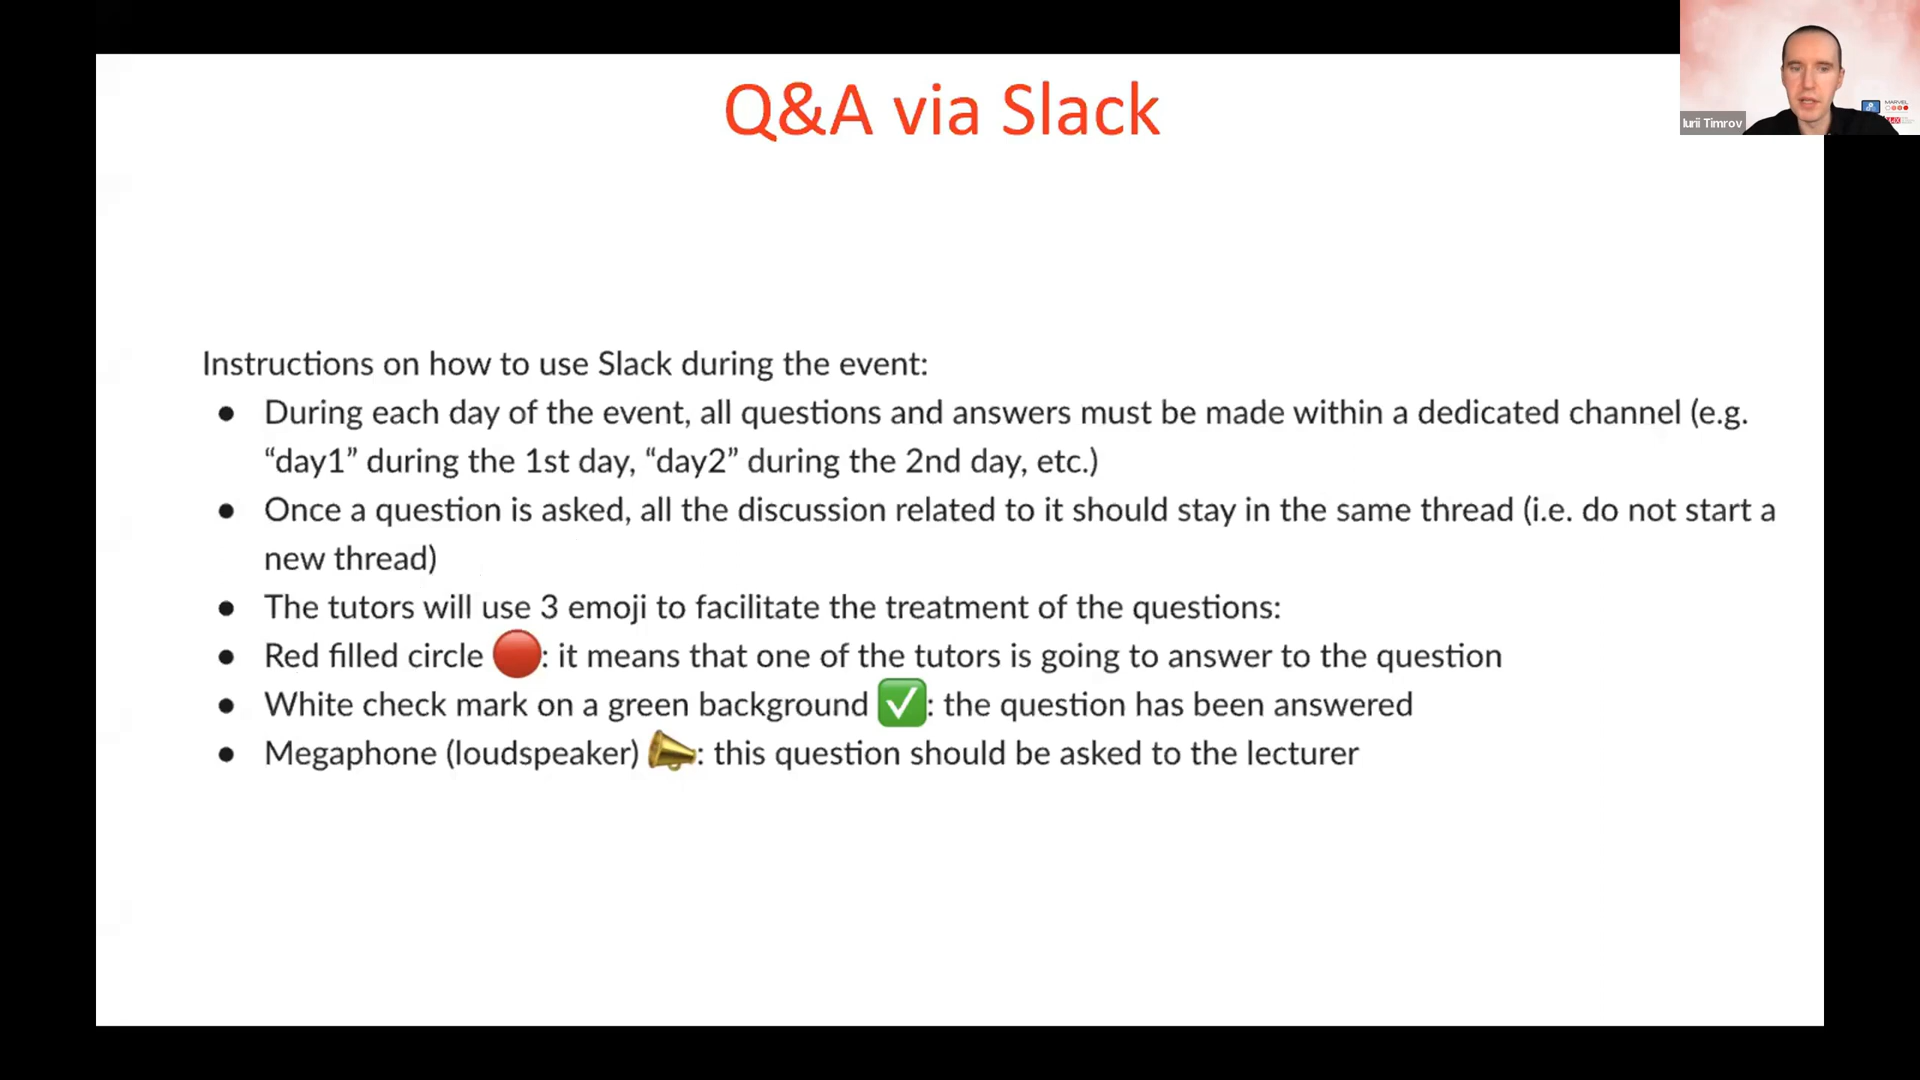 Q&A via Slack
Iurii Timrov
MARVEL
Instructions on how to use Slack during the event:
● During each day of the event, all questions and answers must be made within a dedicated channel (e.g.
“day1” during the 1st day, “day2” during the 2nd day, etc.)
● Once a question is asked, all the discussion related to it should stay in the same thread (i.e. do not start a
new thread)
● The tutors will use 3 emoji to facilitate the treatment of the questions:
● Red filled circle 🔴: it means that one of the tutors is going to answer to the question
● White check mark on a green background ✅: the question has been answered
● Megaphone (loudspeaker) 📣: this question should be asked to the lecturer